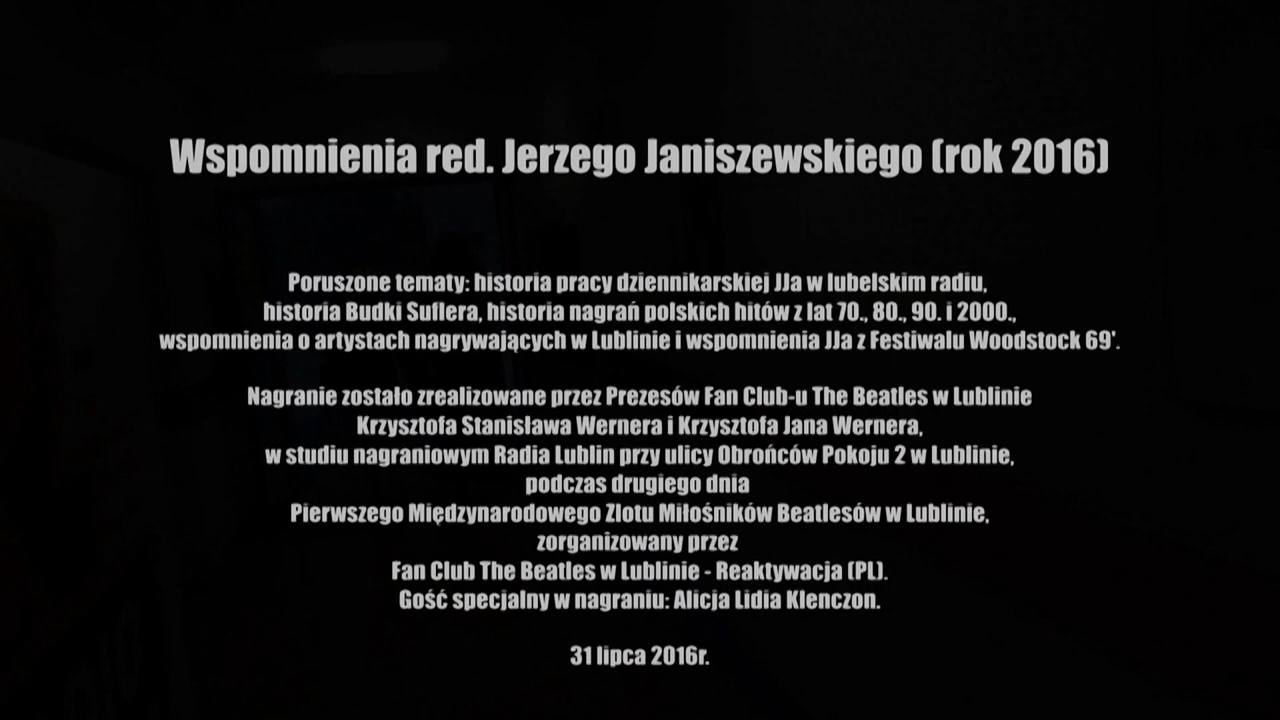 Wspomnienia red. Jerzego Janiszewskiego (rok 2016)
Poruszone tematy: historia pracy dziennikarskiej JJa w lubelskim radiu,
historia Budki Suflera, historia nagrań polskich hitów z lat 70., 80., 90. i 2000.,
wspomnienia o artystach nagrywających w Lublinie i wspomnienia JJa z Festiwalu Woodstock 69'.
Nagranie zostało zrealizowane przez Prezesów Fan Club-u The Beatles w Lublinie
Krzysztofa Stanisława Wernera i Krzysztofa Jana Wernera,
w studiu nagraniowym Radia Lublin przy ulicy Obrońców Pokoju 2 w Lublinie,
podczas drugiego dnia
Pierwszego Międzynarodowego Zlotu Miłośników Beatlesów w Lublinie,
zorganizowany przez
Fan Club The Beatles w Lublinie - Reaktywacja (PL).
Gość specjalny w nagraniu: Alicja Lidia Klenczon.
31 lipca 2016r.